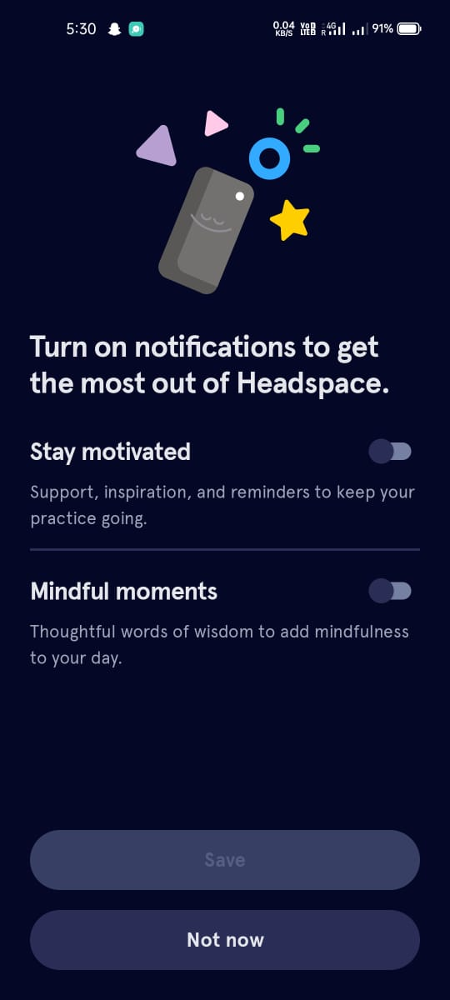 5:30 0.04 KB/S VoD LTE 4G R 91%
Turn on notifications to get
the most out of Headspace.
Stay motivated
Support, inspiration, and reminders to keep your
practice going.
Mindful moments
Thoughtful words of wisdom to add mindfulness
to your day.
Save
Not now